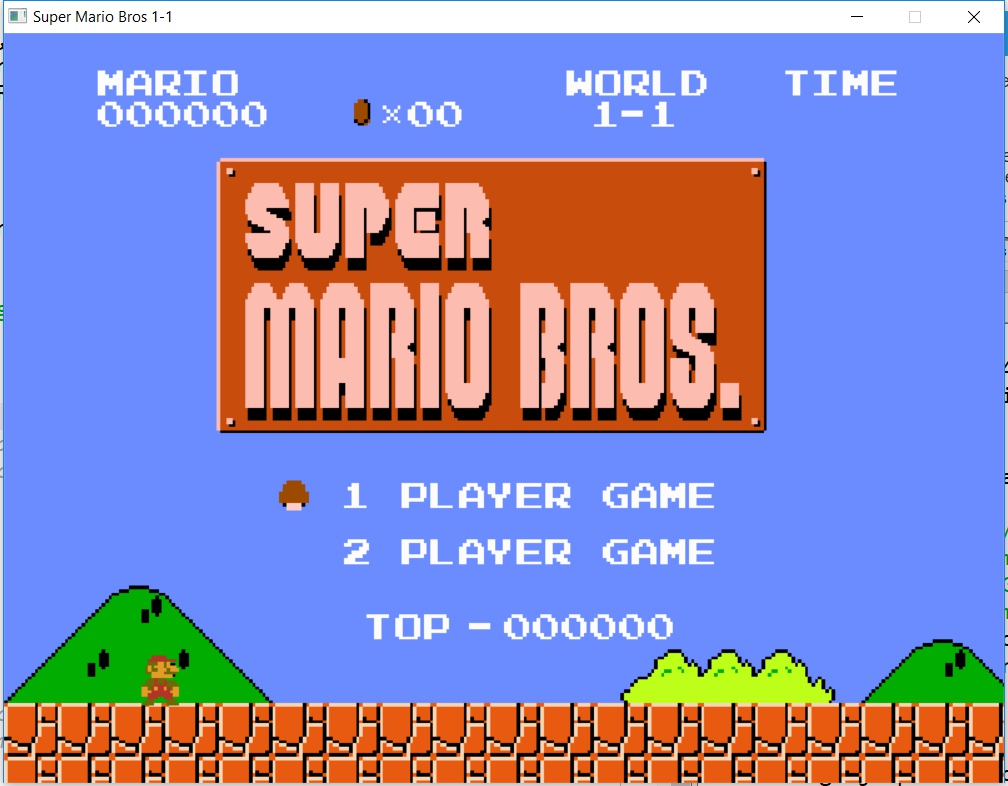 Super Mario Bros 1-1
MARIO WORLD TIME
000000 ×00 1-1
SUPER
MARIO BROS.
1 PLAYER GAME
2 PLAYER GAME
TOP - 000000